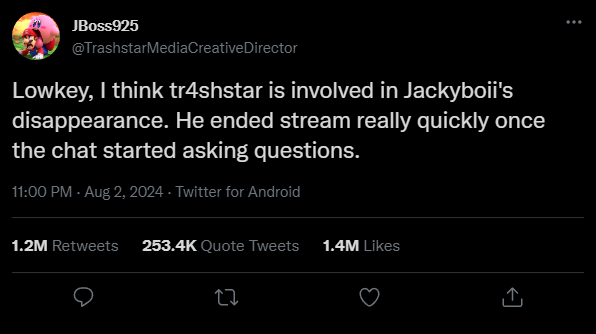 JBoss925
@TrashstarMediaCreativeDirector
Lowkey, I think tr4shstar is involved in Jackyboii's
disappearance. He ended stream really quickly once
the chat started asking questions.
11:00 PM · Aug 2, 2024 · Twitter for Android
1.2M Retweets 253.4K Quote Tweets 1.4M Likes